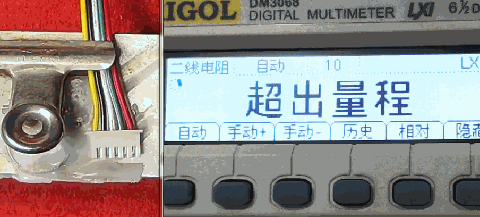 IGOL DM3068
DIGITAL MULTIMETER LXI 6½
二线电阻 自动 10 LX
超出量程
自动 手动+ 手动- 历史 相对 隐藏